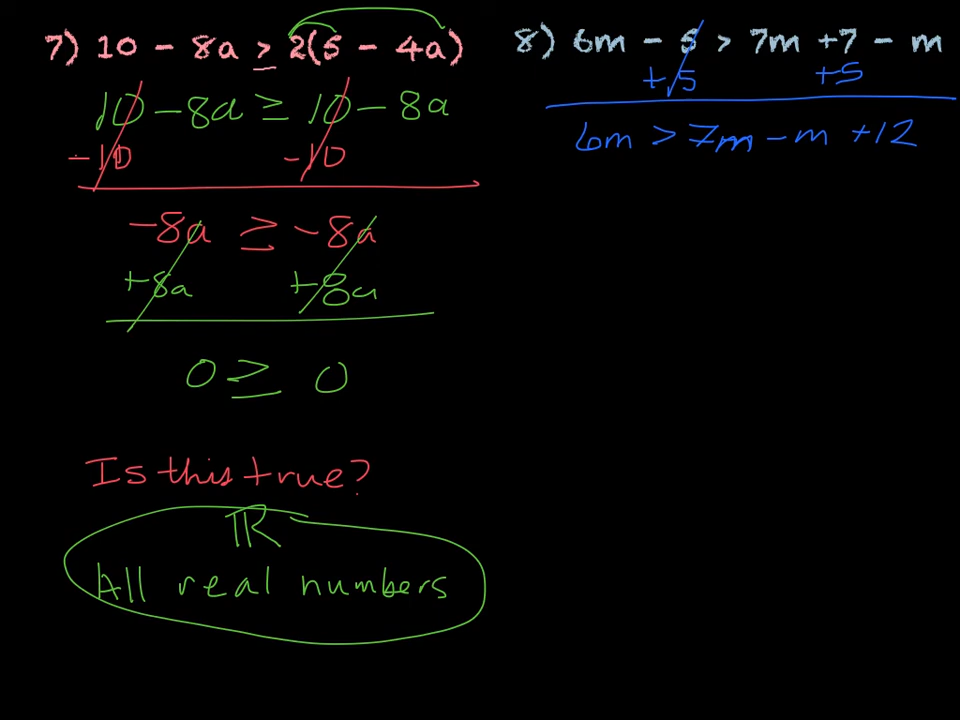 7) 10 - 8a ≥ 2(5 - 4a)
10 - 8a ≥ 10 - 8a
-10 -10
-8a ≥ -8a
+8a +8a
0 ≥ 0
Is this true?
ℝ
All real numbers
8) 6m - 5 > 7m +7 - m
+5 +5
6m > 7m - m +12